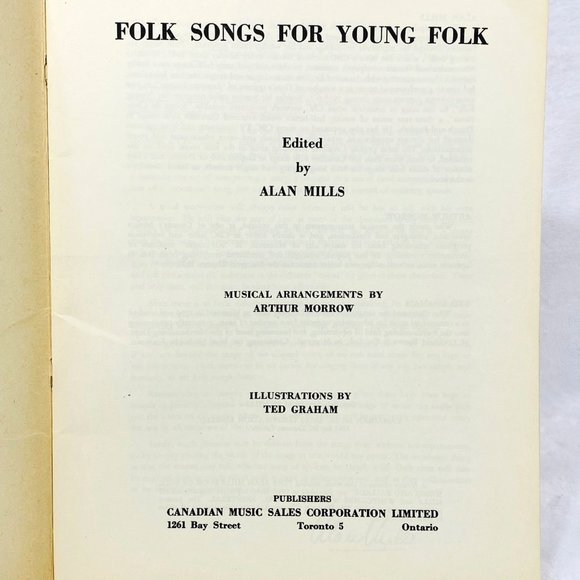 FOLK SONGS FOR YOUNG FOLK
Edited
by
ALAN MILLS
MUSICAL ARRANGEMENTS BY
ARTHUR MORROW
ILLUSTRATIONS BY
TED GRAHAM
PUBLISHERS
CANADIAN MUSIC SALES CORPORATION LIMITED
1261 Bay Street Toronto 5 Ontario